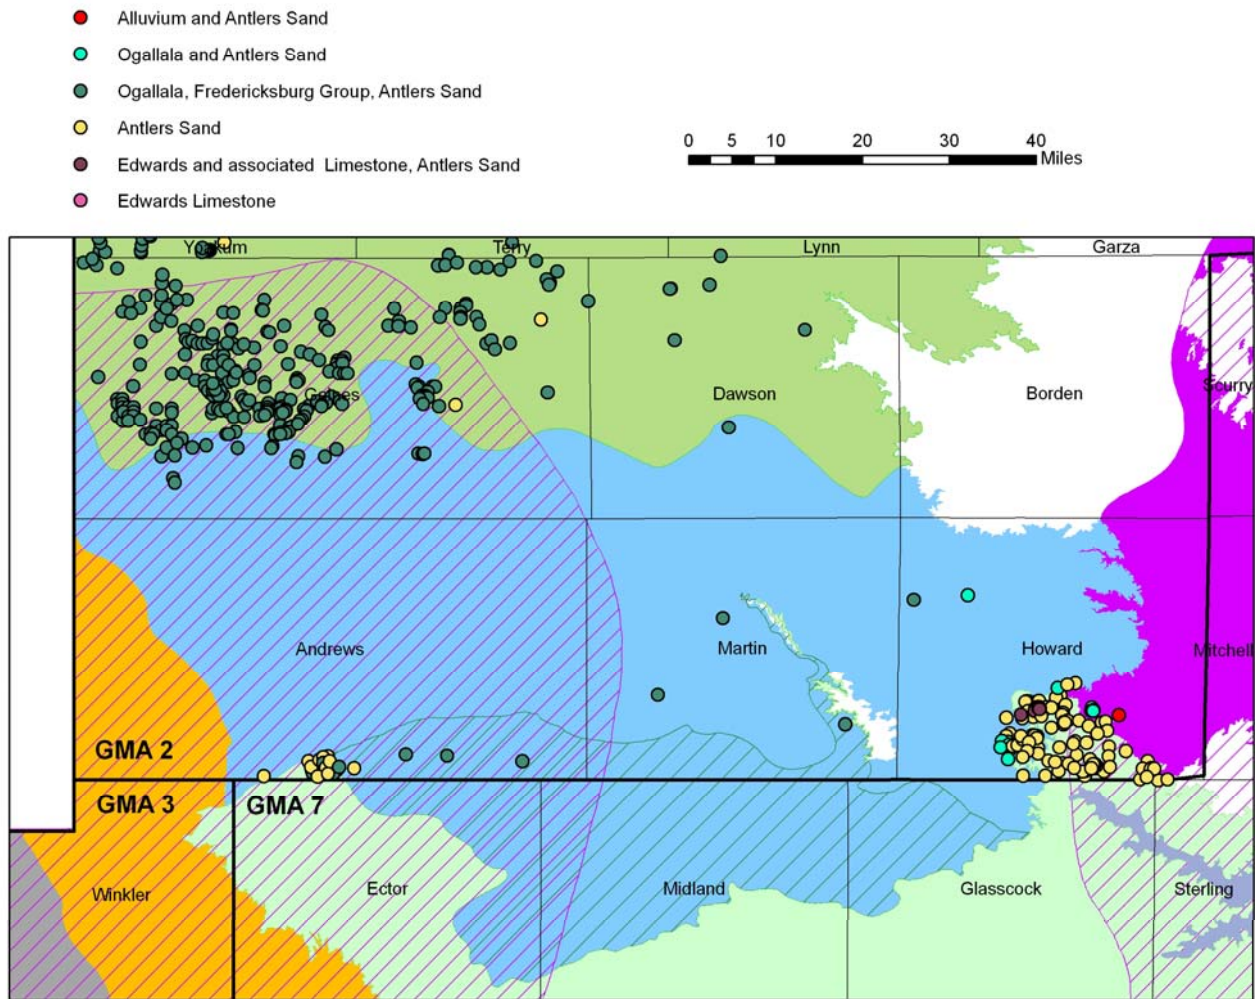 Alluvium and Antlers Sand
Ogallala and Antlers Sand
Ogallala, Fredericksburg Group, Antlers Sand
Antlers Sand
Edwards and associated Limestone, Antlers Sand
Edwards Limestone
0 5 10 20 30 40
Miles
Yoakum Terry Lynn Garza
Gaines Dawson Borden Scurry
Andrews Martin Howard Mitchell
GMA 2
GMA 3 GMA 7
Winkler Ector Midland Glasscock Sterling